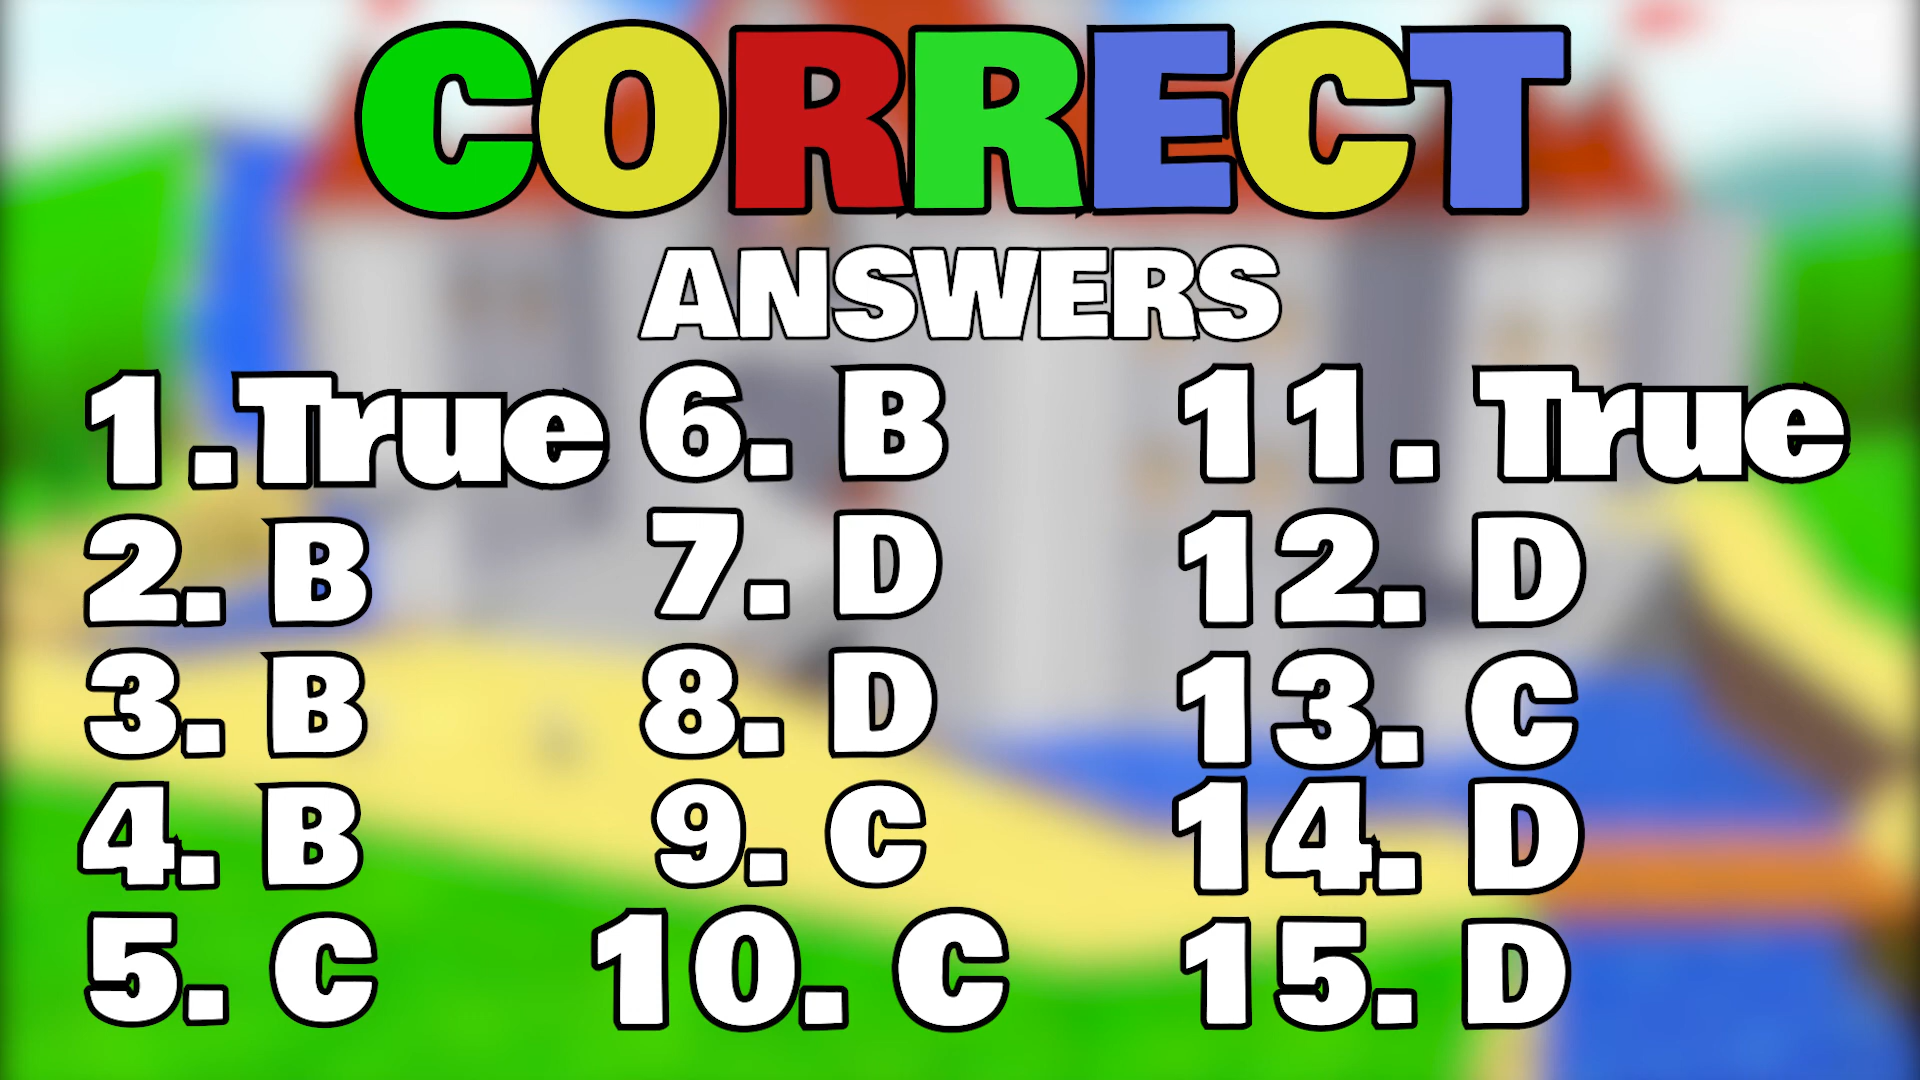 CORRECT
ANSWERS
1.True
2. B
3. B
4. B
5. C
6. B
7. D
8. D
9. C
10. C
11. True
12. D
13. C
14. D
15. D